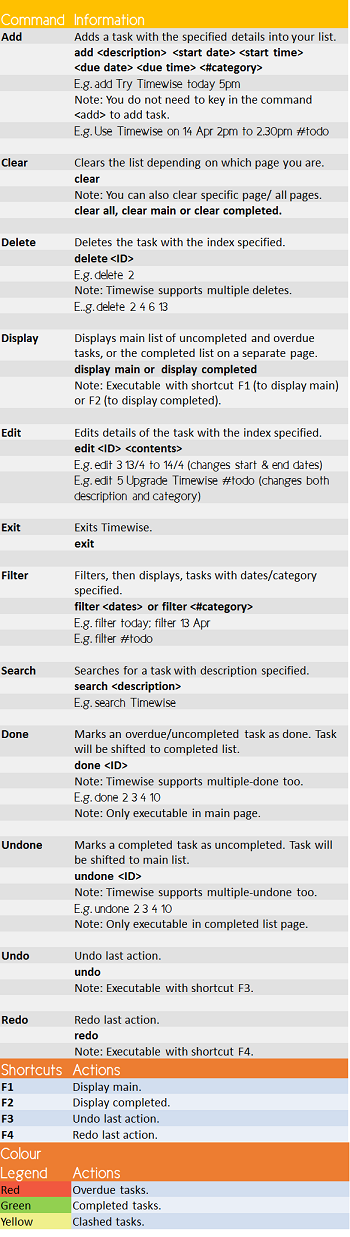 Command Information
Add Adds a task with the specified details into your list.
add <description> <start date> <start time>
<due date> <due time> <#category>
E.g. add Try Timewise today 5pm
Note: You do not need to key in the command
<add> to add task.
E.g. Use Timewise on 14 Apr 2pm to 2.30pm #todo
Clear Clears the list depending on which page you are.
clear
Note: You can also clear specific page/ all pages.
clear all, clear main or clear completed.
Delete Deletes the task with the index specified.
delete <ID>
E.g. delete 2
Note: Timewise supports multiple deletes.
E..g. delete 2 4 6 13
Display Displays main list of uncompleted and overdue
tasks, or the completed list on a separate page.
display main or display completed
Note: Executable with shortcut F1 (to display main)
or F2 (to display completed).
Edit Edits details of the task with the index specified.
edit <ID> <contents>
E.g. edit 3 13/4 to 14/4 (changes start & end dates)
E.g. edit 5 Upgrade Timewise #todo (changes both
description and category)
Exit Exits Timewise.
exit
Filter Filters, then displays, tasks with dates/category
specified.
filter <dates> or filter <#category>
E.g. filter today; filter 13 Apr
E.g. filter #todo
Search Searches for a task with description specified.
search <description>
E.g. search Timewise
Done Marks an overdue/uncompleted task as done. Task
will be shifted to completed list.
done <ID>
Note: Timewise supports multiple-done too.
E.g. done 2 3 4 10
Note: Only executable in main page.
Undone Marks a completed task as uncompleted. Task will
be shifted to main list.
undone <ID>
Note: Timewise supports multiple-undone too.
E.g. undone 2 3 4 10
Note: Only executable in completed list page.
Undo Undo last action.
undo
Note: Executable with shortcut F3.
Redo Redo last action.
redo
Note: Executable with shortcut F4.
Shortcuts Actions
F1 Display main.
F2 Display completed.
F3 Undo last action.
F4 Redo last action.
Colour
Legend Actions
Red Overdue tasks.
Green Completed tasks.
Yellow Clashed tasks.